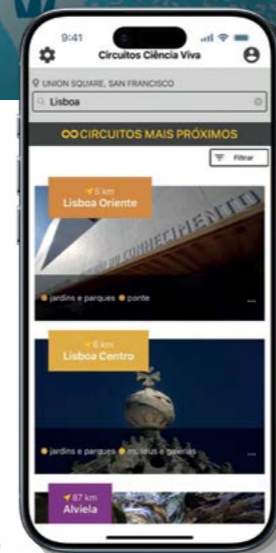 9:41
Circuitos Ciência Viva
UNION SQUARE, SAN FRANCISCO
Lisboa
CIRCUITOS MAIS PRÓXIMOS
Filtrar
5 km
Lisboa Oriente
DO CONHECIMENTO
jardins e parques ponte
6 km
Lisboa Centro
jardins e parques museus e galerias
87 km
Alviela